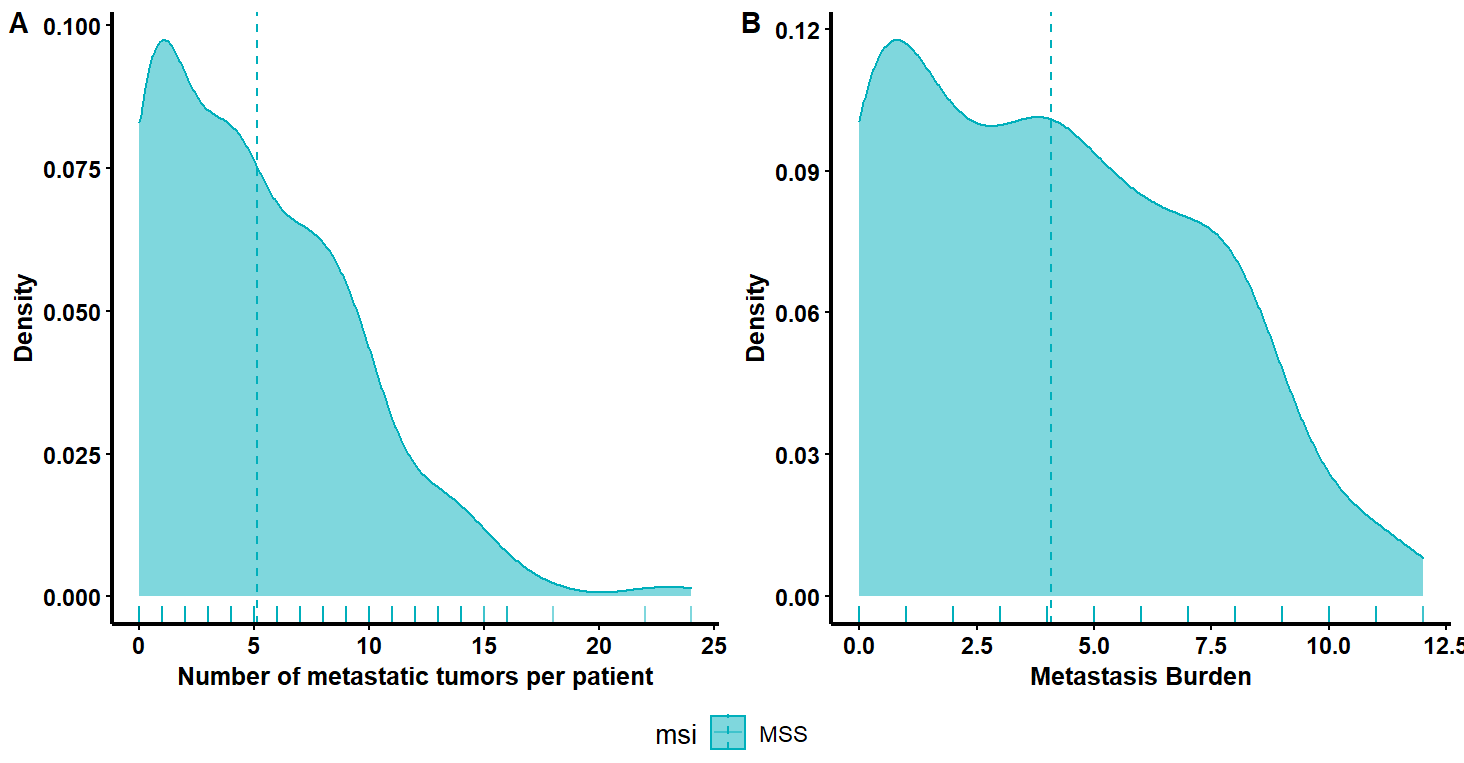 A
0.100
0.075
0.050
0.025
0.000
Density
0 5 10 15 20 25
Number of metastatic tumors per patient
B
0.12
0.09
0.06
0.03
0.00
Density
0.0 2.5 5.0 7.5 10.0 12.5
Metastasis Burden
msi MSS